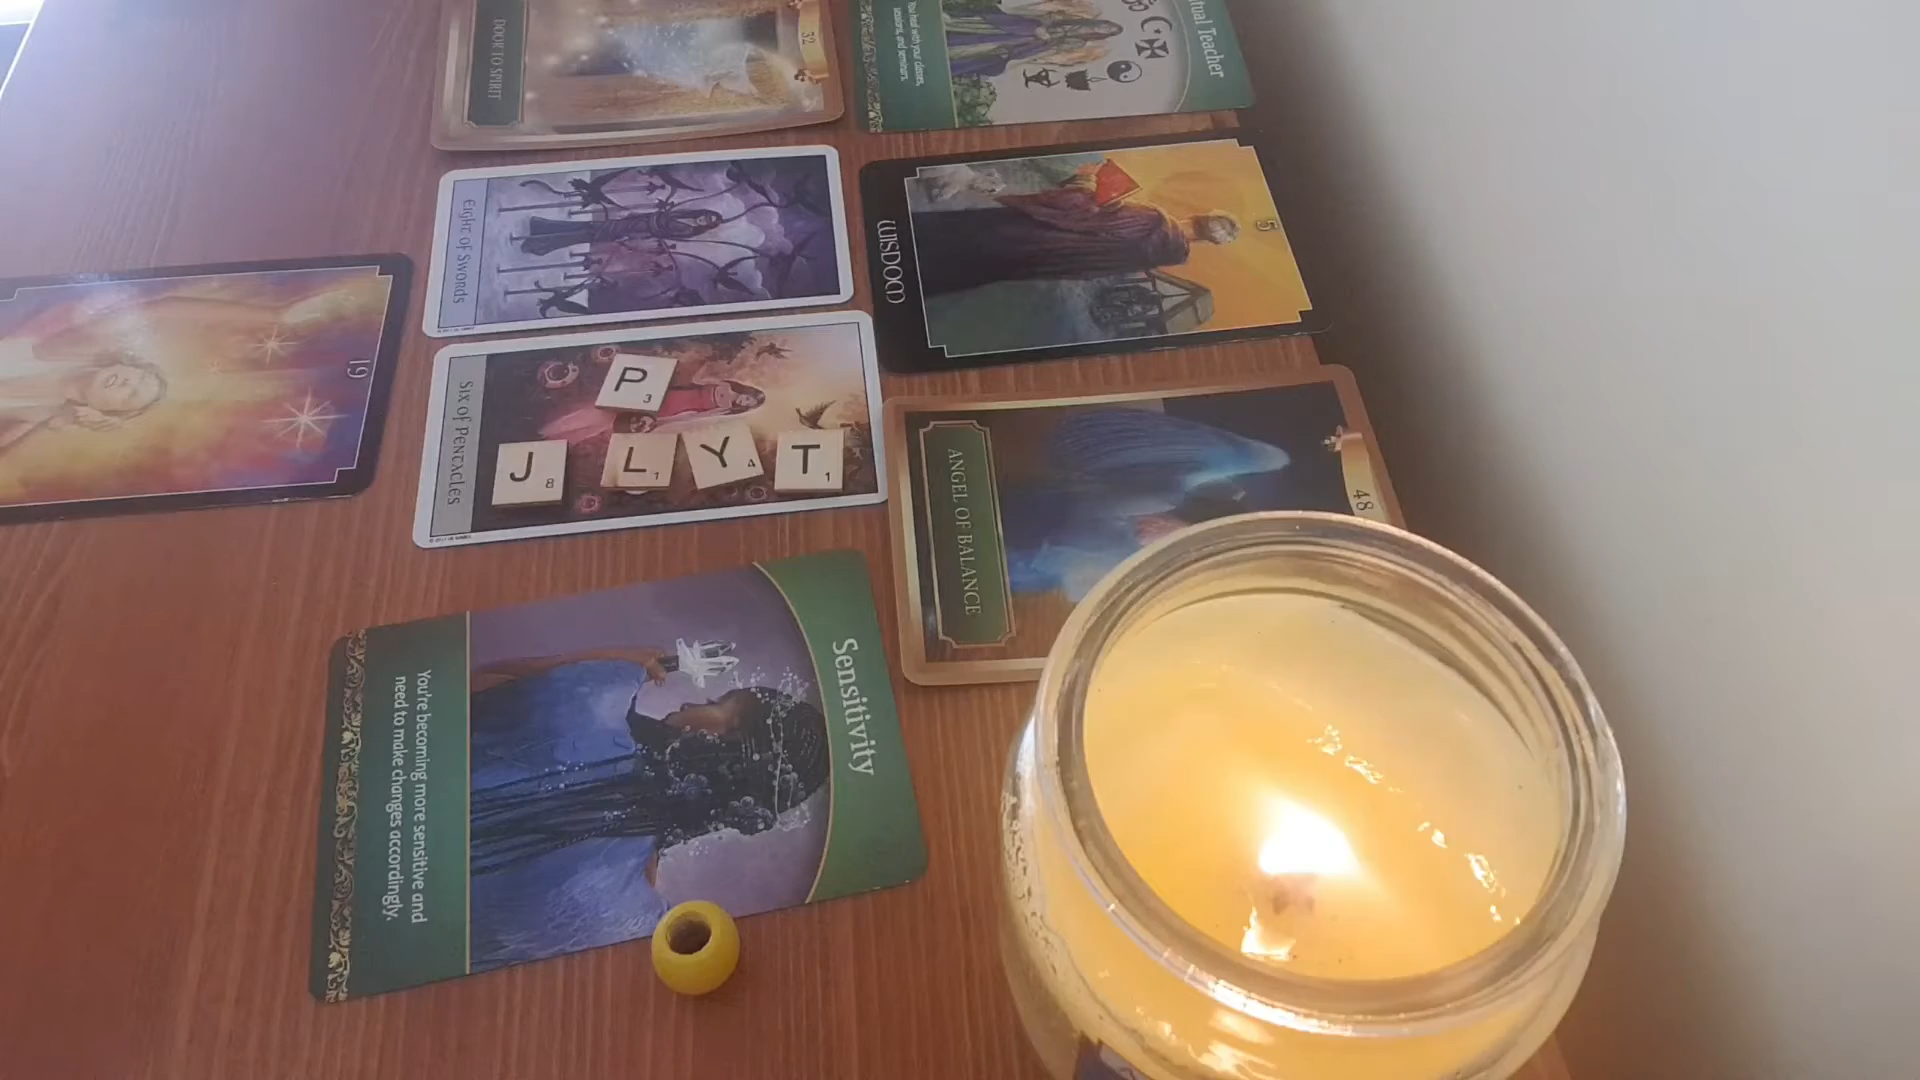 DOOR TO SPIRIT
32
You heal with your classes,
sessions, and seminars.
Teacher
EIGHT OF SWORDS
WISDOM
5
19
SIX OF PENTACLES
P
3
J
8
L
1
Y
4
T
1
ANGEL OF BALANCE
48
Sensitivity
You're becoming more sensitive and
need to make changes accordingly.